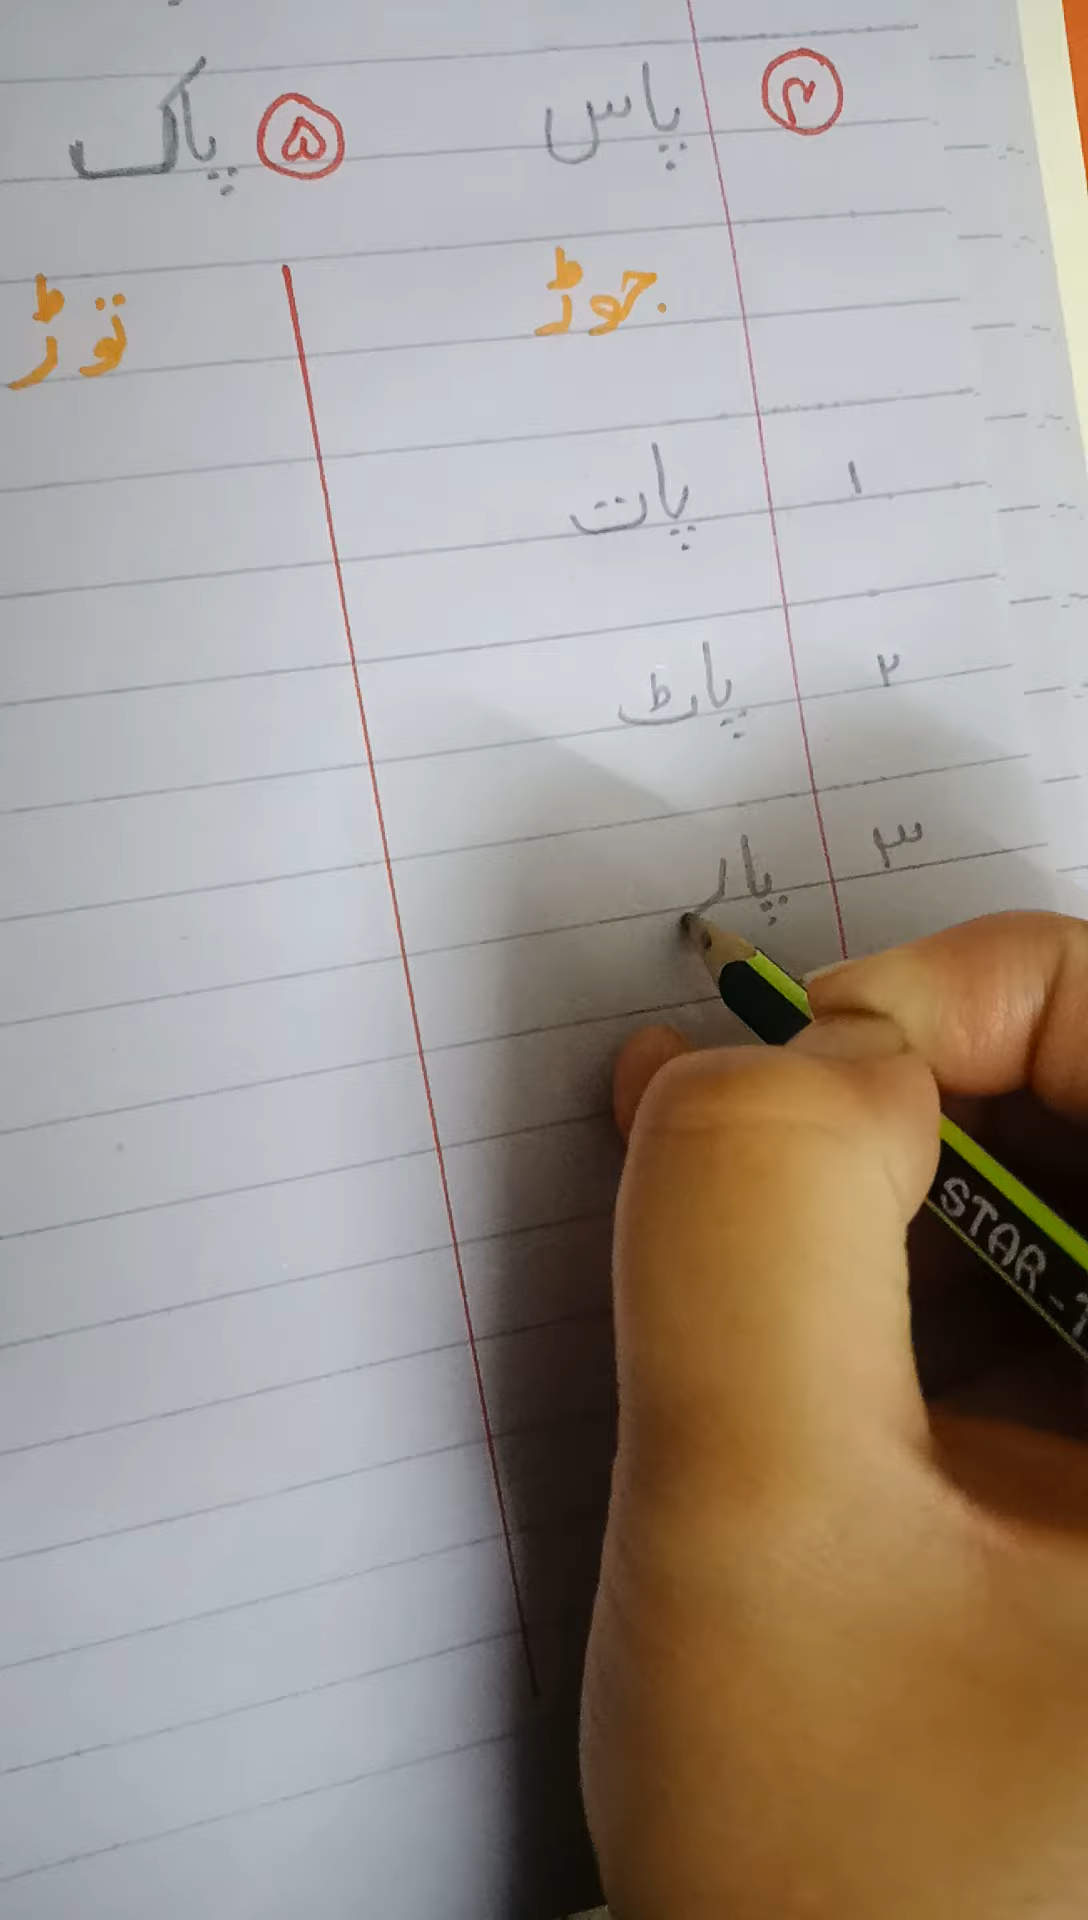 ۴ پاس ۵ پاک
جوڑ توڑ
۱ پات
۲ پاٹ
۳ پار
STAR-